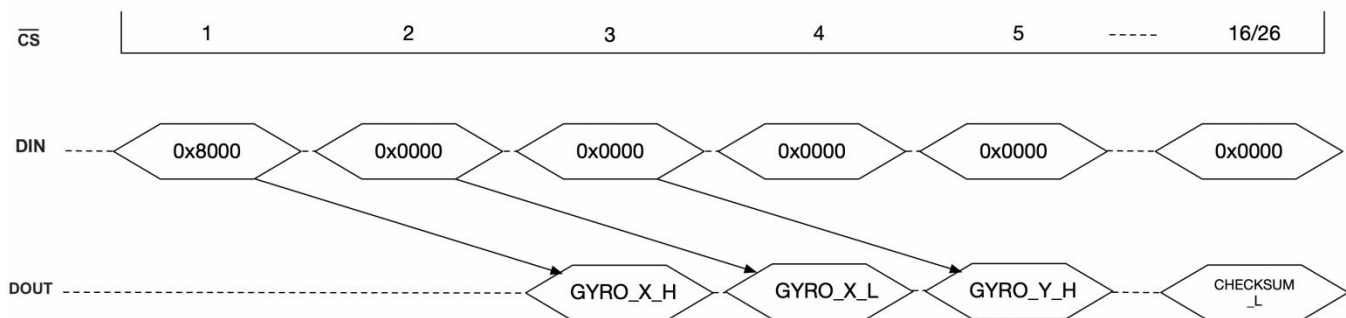 CS 1 2 3 4 5 16/26
DIN 0x8000 0x0000 0x0000 0x0000 0x0000 0x0000
DOUT GYRO_X_H GYRO_X_L GYRO_Y_H CHECKSUM
_L